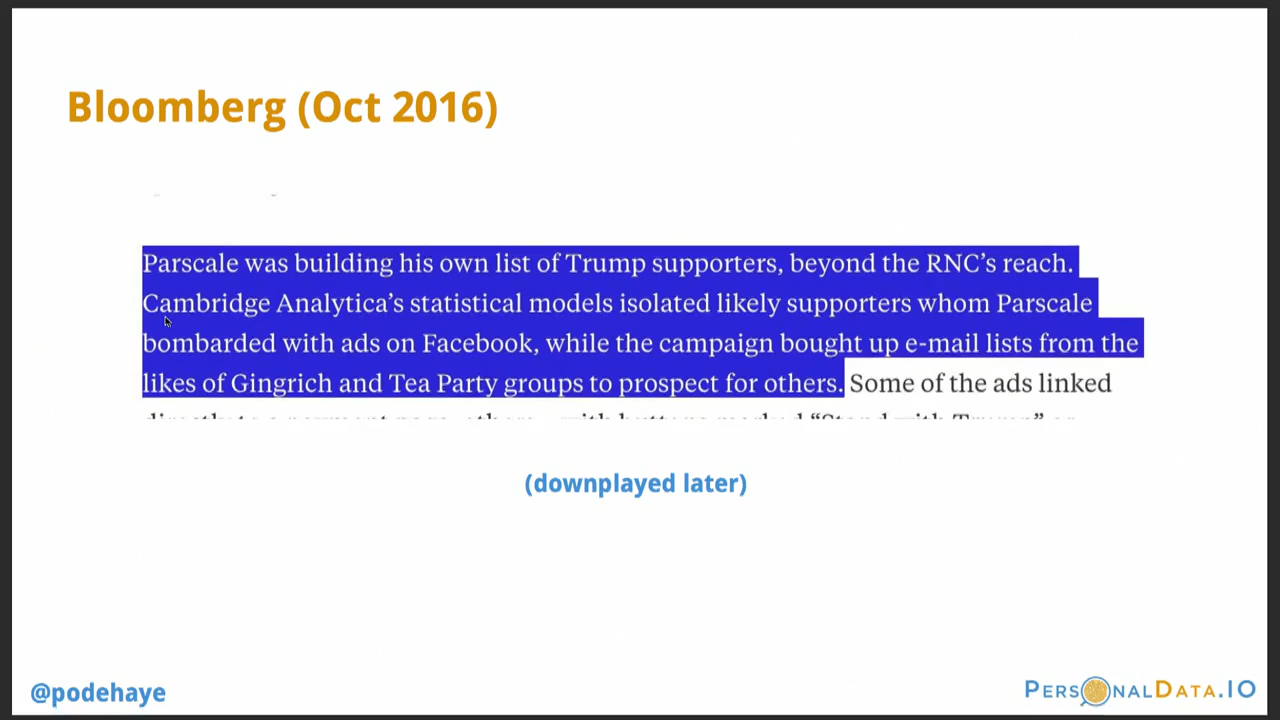 Bloomberg (Oct 2016)
Parscale was building his own list of Trump supporters, beyond the RNC’s reach.
Cambridge Analytica’s statistical models isolated likely supporters whom Parscale
bombarded with ads on Facebook, while the campaign bought up e-mail lists from the
likes of Gingrich and Tea Party groups to prospect for others. Some of the ads linked
(downplayed later)
@podehaye
PERSONALDATA.IO